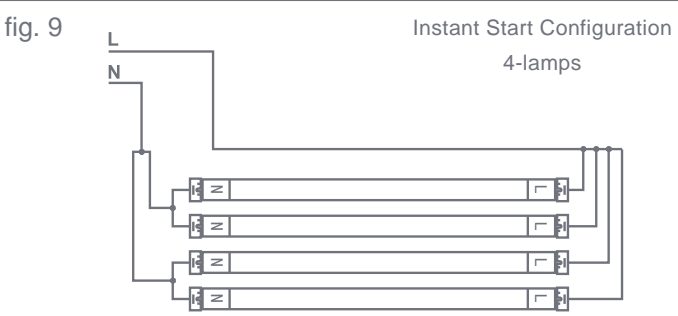 fig. 9
Instant Start Configuration
4-lamps
L
N
N L
N L
N L
N L